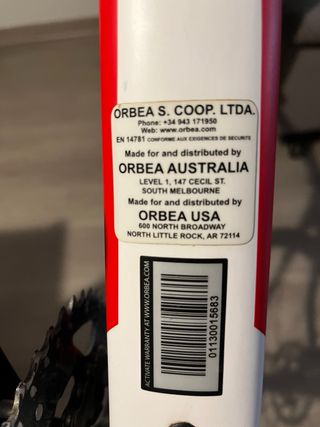 ORBEA S. COOP. LTDA.
Phone: +34 943 171950
Web: www.orbea.com
EN 14781 CONFORME AUX EXIGENCES DE SECURITE
Made for and distributed by
ORBEA AUSTRALIA
LEVEL 1, 147 CECIL ST.
SOUTH MELBOURNE
Made for and distributed by
ORBEA USA
600 NORTH BROADWAY
NORTH LITTLE ROCK, AR 72114
ACTIVATE WARRANTY AT WWW.ORBEA.COM
01130015683